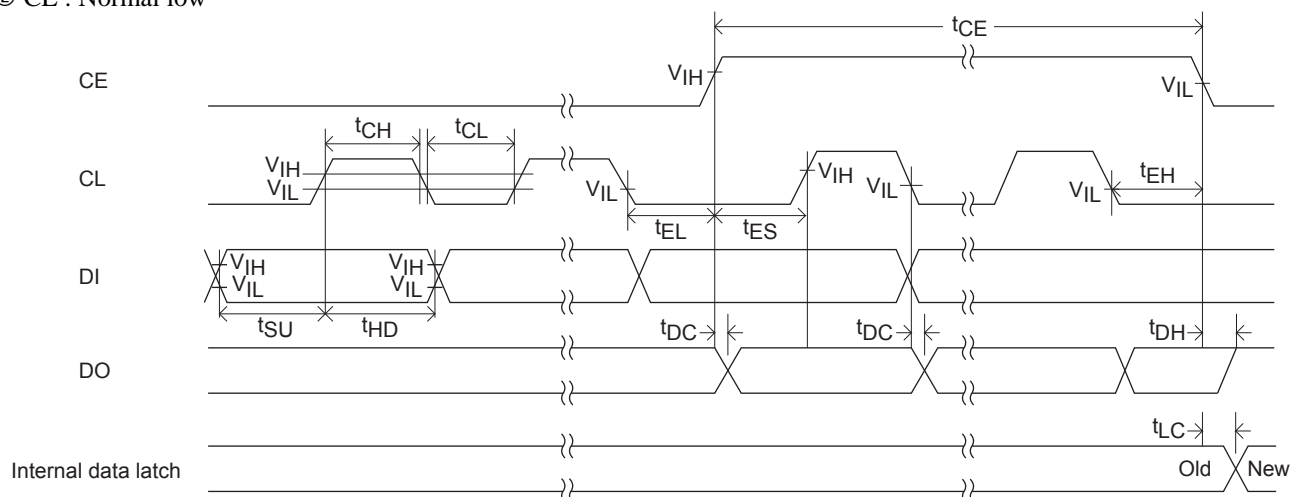 CE : Normal low
tCE
CE
VIH
VIL
tCH
tCL
CL
VIH
VIL
VIL
VIH
VIL
VIL
tEH
tEL
tES
DI
VIH
VIL
VIH
VIL
tSU
tHD
tDC
tDC
tDH
DO
tLC
Internal data latch
Old
New